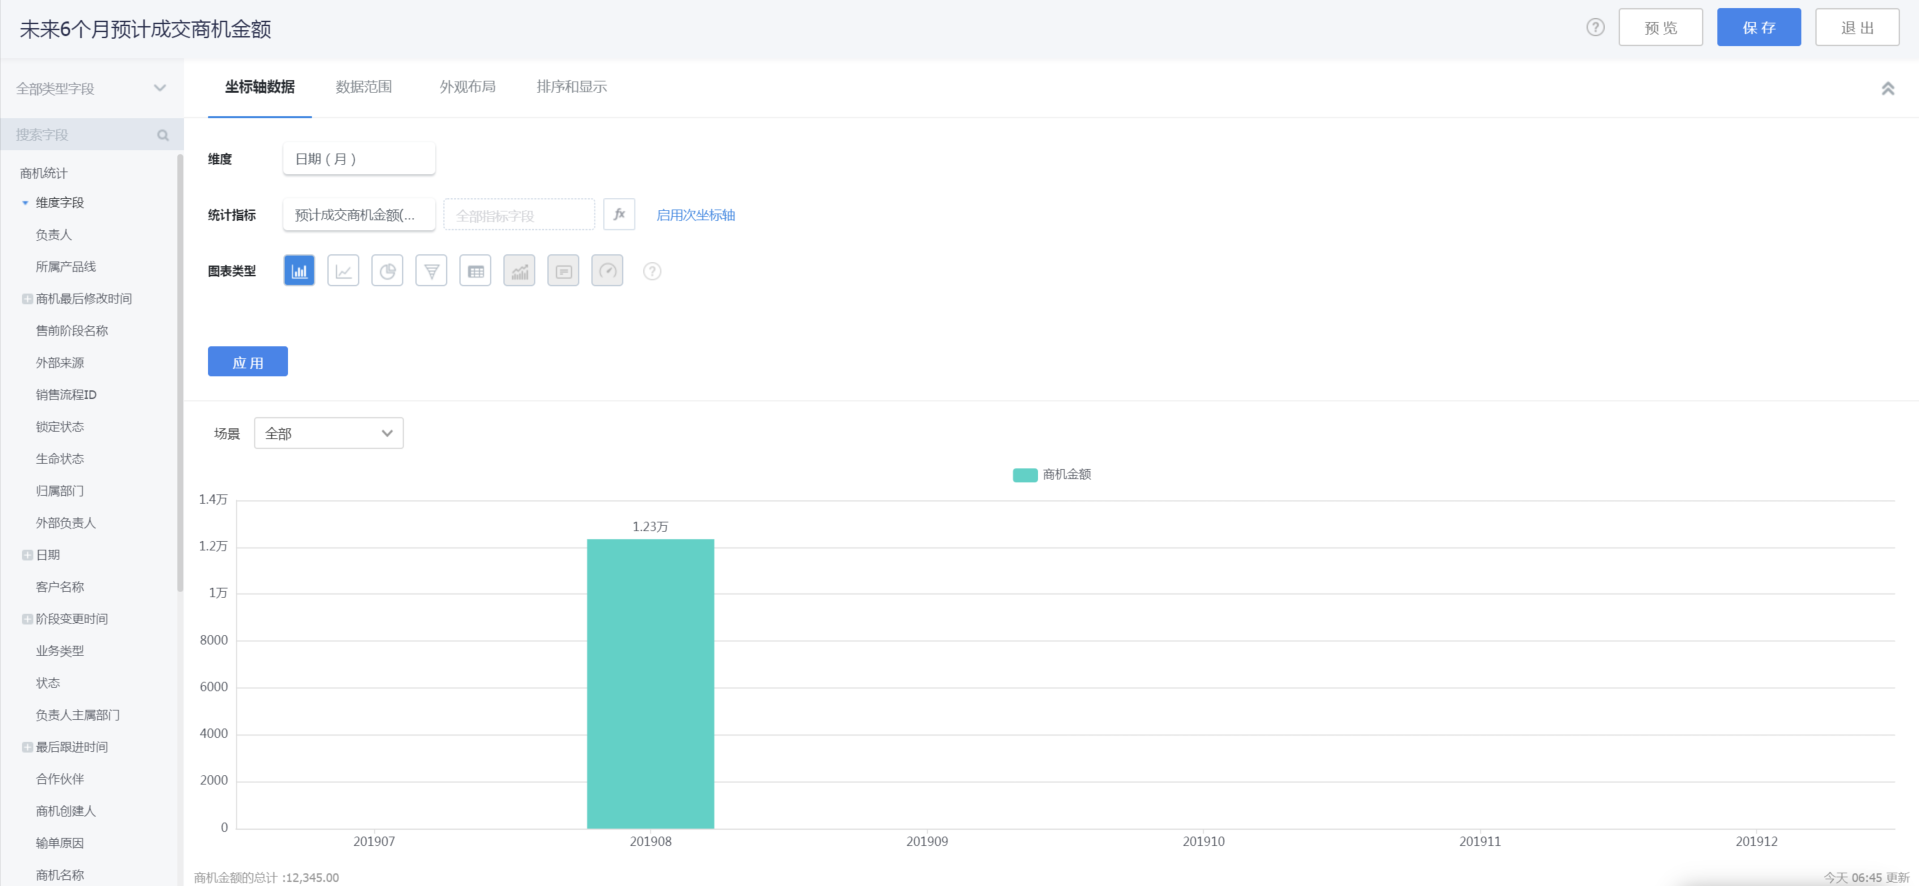 未来6个月预计成交商机金额
? 预览 保存 退出
全部类型字段
搜索字段
商机统计
维度字段
负责人
所属产品线
商机最后修改时间
售前阶段名称
外部来源
销售流程ID
锁定状态
生命状态
归属部门
外部负责人
日期
客户名称
阶段变更时间
业务类型
状态
负责人主属部门
最后跟进时间
合作伙伴
商机创建人
输单原因
商机名称
坐标轴数据 数据范围 外观布局 排序和显示
维度 日期 ( 月 )
统计指标 预计成交商机金额(... 全部指标字段 fx 启用次坐标轴
图表类型 ?
应用
场景 全部
商机金额
1.4万
1.23万
1.2万
1万
8000
6000
4000
2000
0
201907 201908 201909 201910 201911 201912
商机金额的总计 :12,345.00
今天 06:45 更新